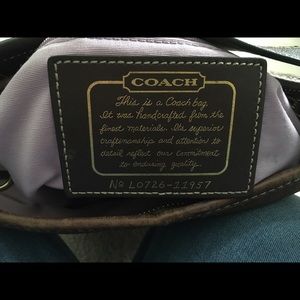 COACH
This is a Coach bag.
It was handcrafted from the
finest materials. Its superior
craftsmanship and attention to
detail reflect our commitment
to enduring quality.
No L0726-11957